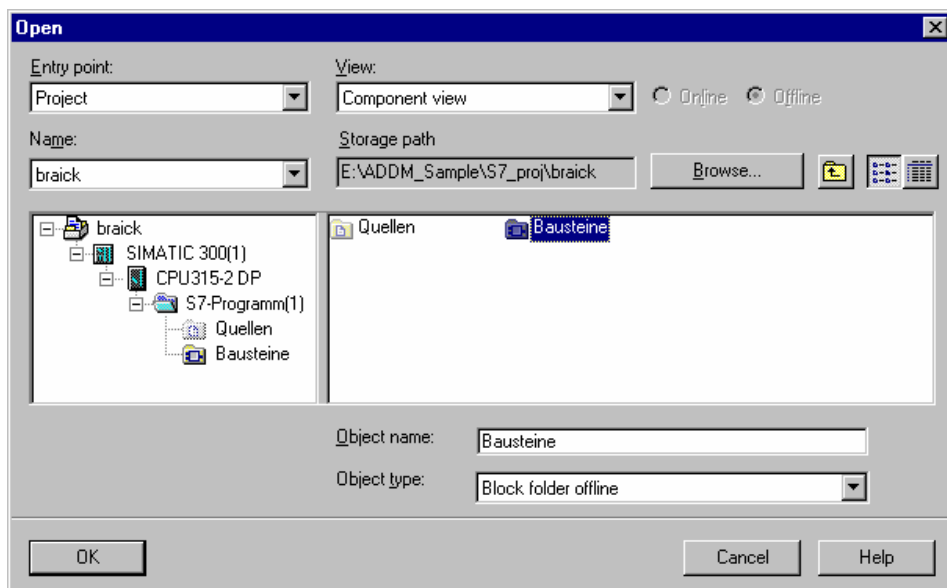 Open
Entry point:
View:
Project
Component view
Online
Offline
Name:
Storage path
braick
E:\ADDM_Sample\S7_proj\braick
Browse...
braick
SIMATIC 300(1)
CPU315-2 DP
S7-Programm(1)
Quellen
Bausteine
Quellen
Bausteine
Object name:
Bausteine
Object type:
Block folder offline
OK
Cancel
Help